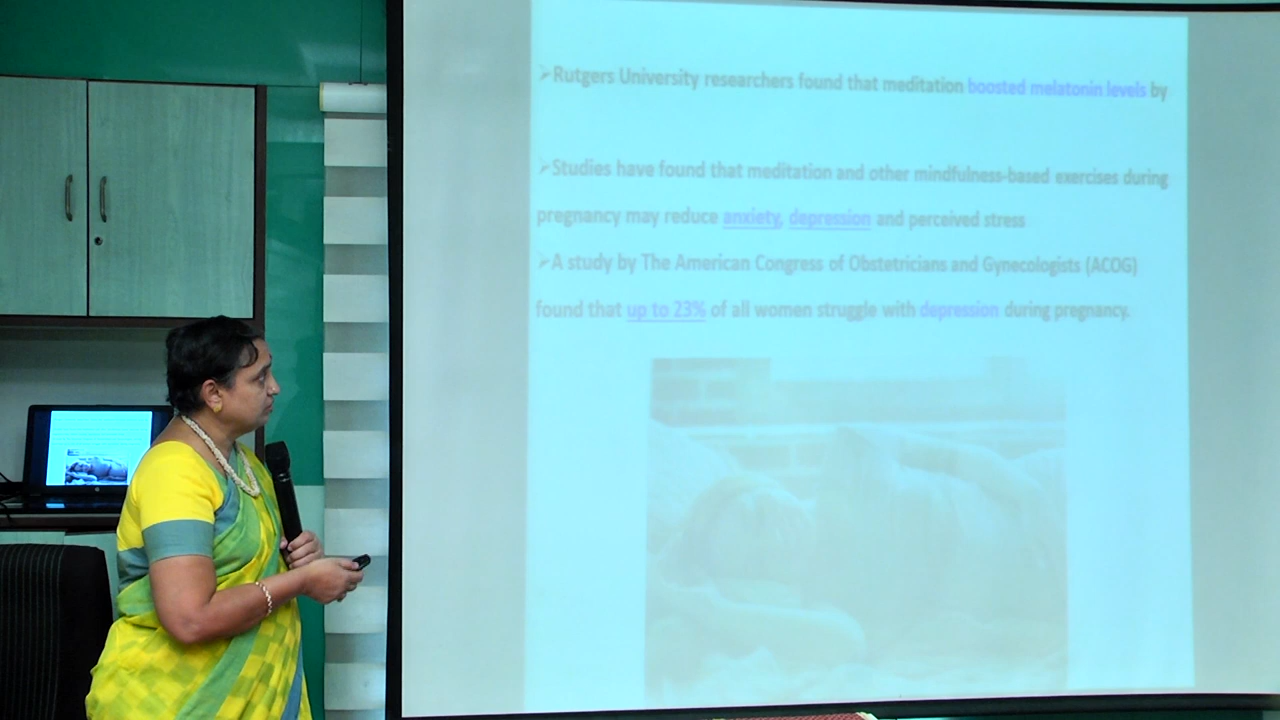 ➢Rutgers University researchers found that meditation boosted melatonin levels by
➢Studies have found that meditation and other mindfulness-based exercises during
pregnancy may reduce anxiety, depression and perceived stress
➢A study by The American Congress of Obstetricians and Gynecologists (ACOG)
found that up to 23% of all women struggle with depression during pregnancy.